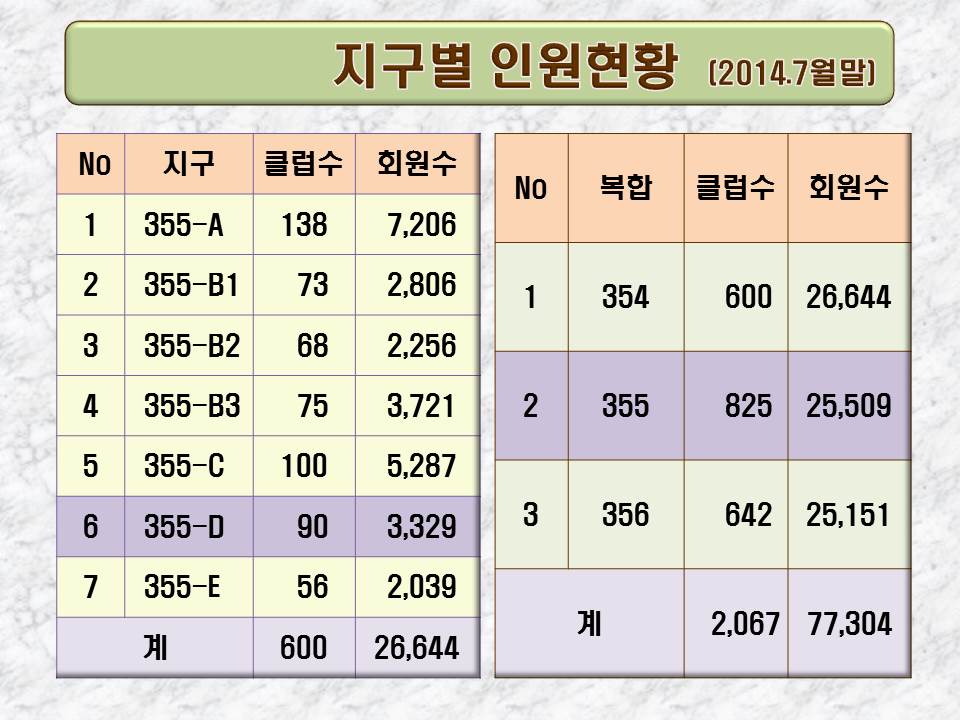 지구별 인원현황 (2014.7월말)
No 지구 클럽수 회원수
1 355-A 138 7,206
2 355-B1 73 2,806
3 355-B2 68 2,256
4 355-B3 75 3,721
5 355-C 100 5,287
6 355-D 90 3,329
7 355-E 56 2,039
계 600 26,644
No 복합 클럽수 회원수
1 354 600 26,644
2 355 825 25,509
3 356 642 25,151
계 2,067 77,304